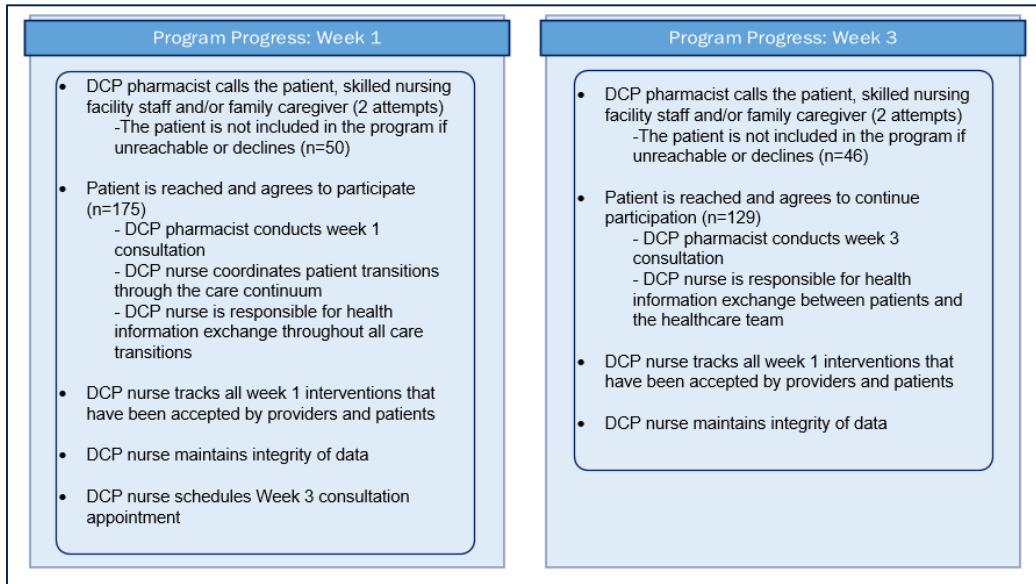 Program Progress: Week 1
• DCP pharmacist calls the patient, skilled nursing
facility staff and/or family caregiver (2 attempts)
-The patient is not included in the program if
unreachable or declines (n=50)
• Patient is reached and agrees to participate
(n=175)
- DCP pharmacist conducts week 1
consultation
- DCP nurse coordinates patient transitions
through the care continuum
- DCP nurse is responsible for health
information exchange throughout all care
transitions
• DCP nurse tracks all week 1 interventions that
have been accepted by providers and patients
• DCP nurse maintains integrity of data
• DCP nurse schedules Week 3 consultation
appointment
Program Progress: Week 3
• DCP pharmacist calls the patient, skilled nursing
facility staff and/or family caregiver (2 attempts)
-The patient is not included in the program if
unreachable or declines (n=46)
• Patient is reached and agrees to continue
participation (n=129)
- DCP pharmacist conducts week 3
consultation
- DCP nurse is responsible for health
information exchange between patients and
the healthcare team
• DCP nurse tracks all week 1 interventions that
have been accepted by providers and patients
• DCP nurse maintains integrity of data